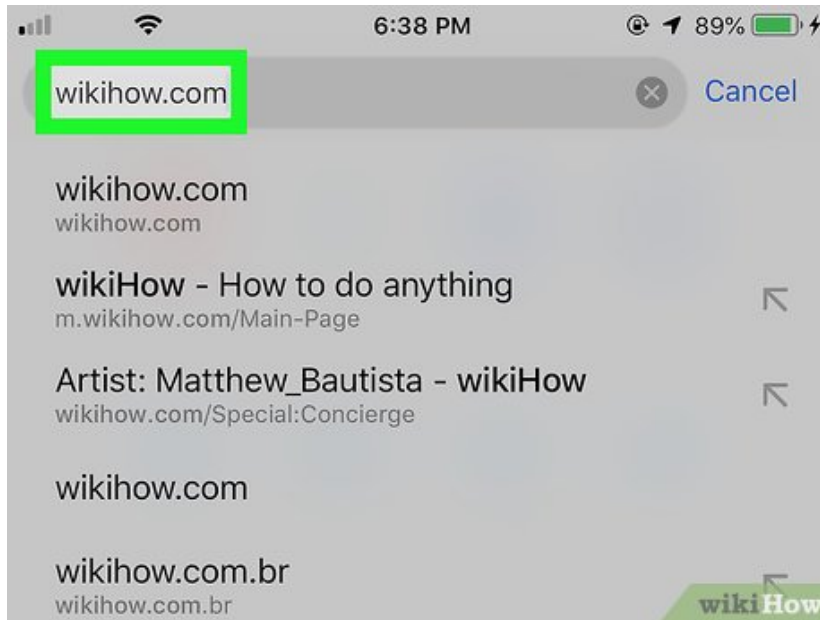 6:38 PM 89%
wikihow.com Cancel
wikihow.com
wikihow.com
wikiHow - How to do anything
m.wikihow.com/Main-Page
Artist: Matthew_Bautista - wikiHow
wikihow.com/Special:Concierge
wikihow.com
wikihow.com.br
wikihow.com.br
wikiHow